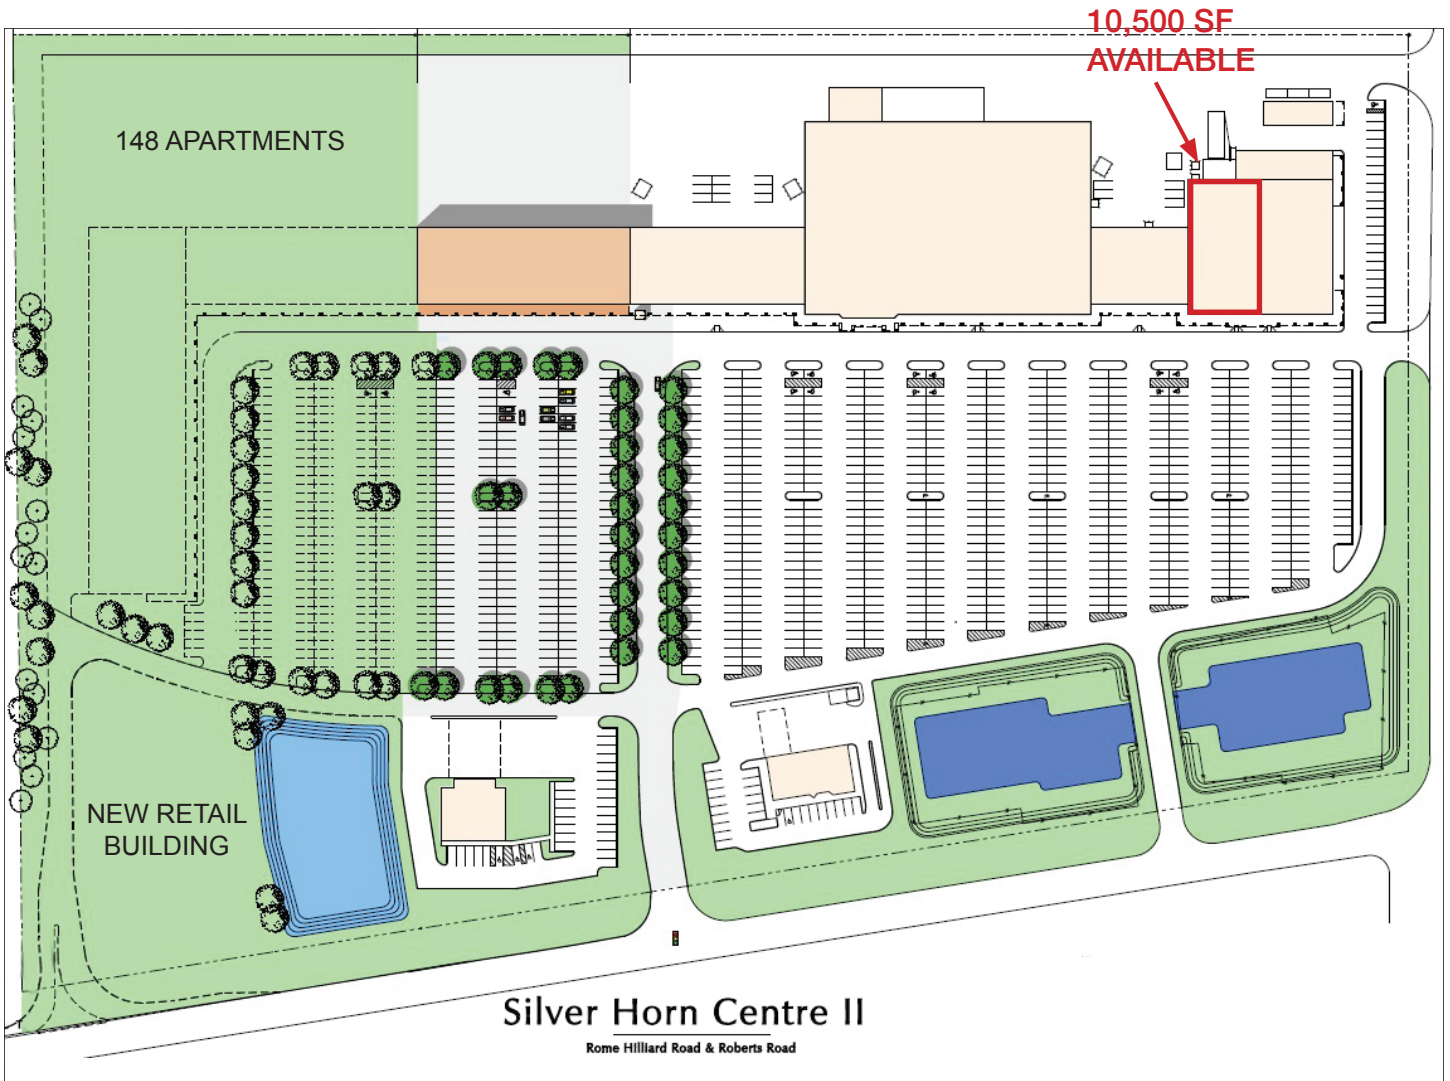 10,500 SF
AVAILABLE
148 APARTMENTS
NEW RETAIL
BUILDING
Silver Horn Centre II
Rome Hilliard Road & Roberts Road